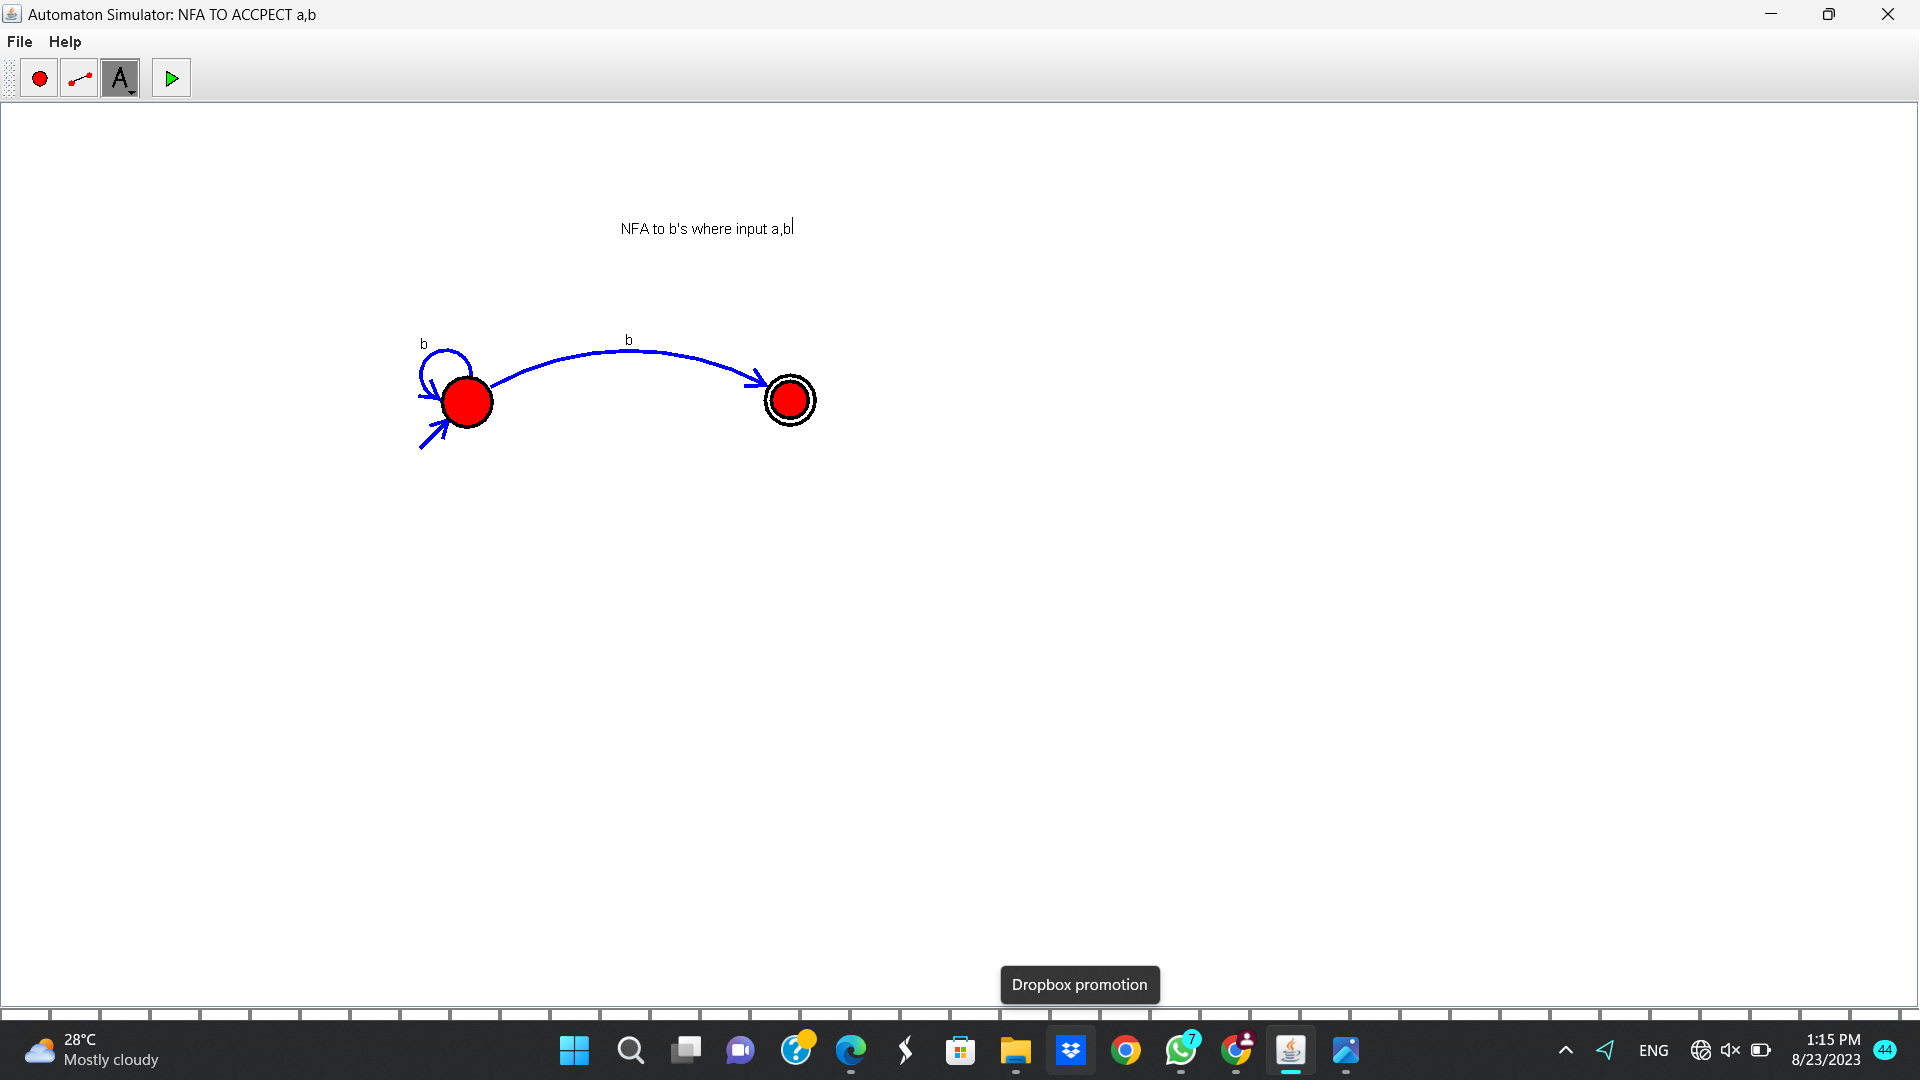 Automaton Simulator: NFA TO ACCPECT a,b
File Help
A
NFA to b's where input a,b
b
b
Dropbox promotion
28°C
Mostly cloudy
7
ENG
1:15 PM
8/23/2023
44